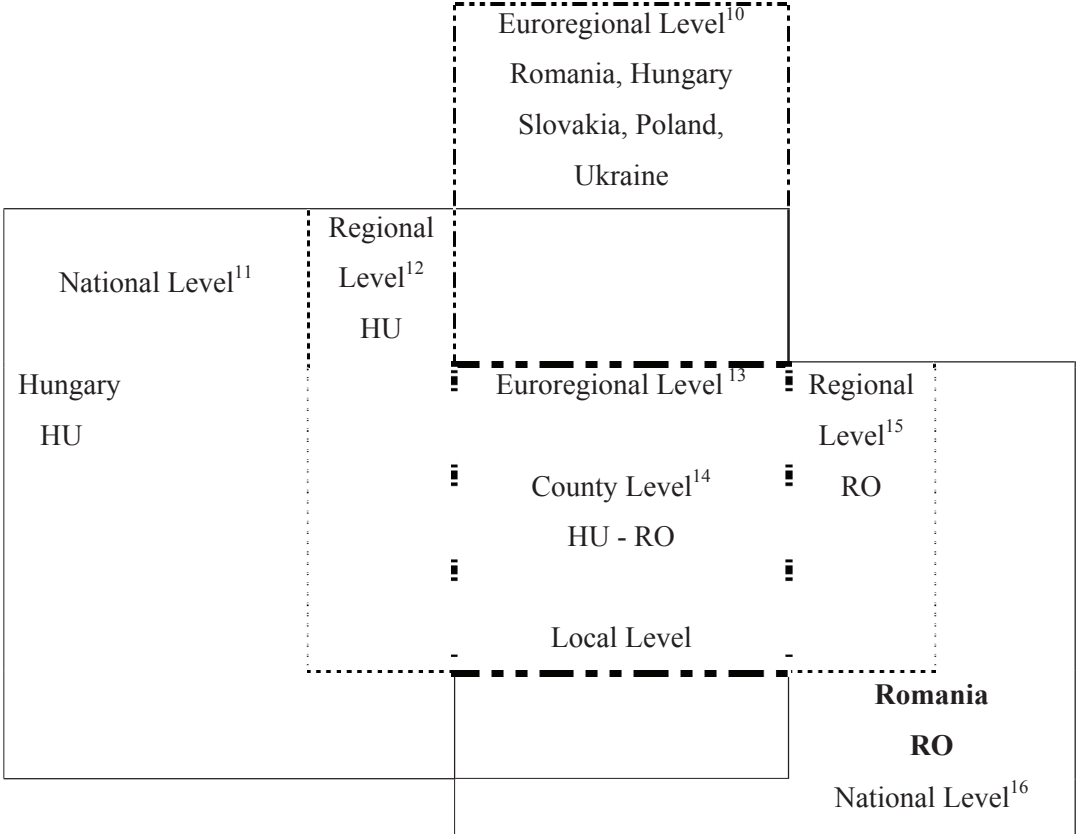 Euroregional Level10
Romania, Hungary
Slovakia, Poland,
Ukraine
National Level11
Hungary
HU
Regional
Level12
HU
Euroregional Level 13
County Level14
HU - RO
Local Level
Regional
Level15
RO
Romania
RO
National Level16